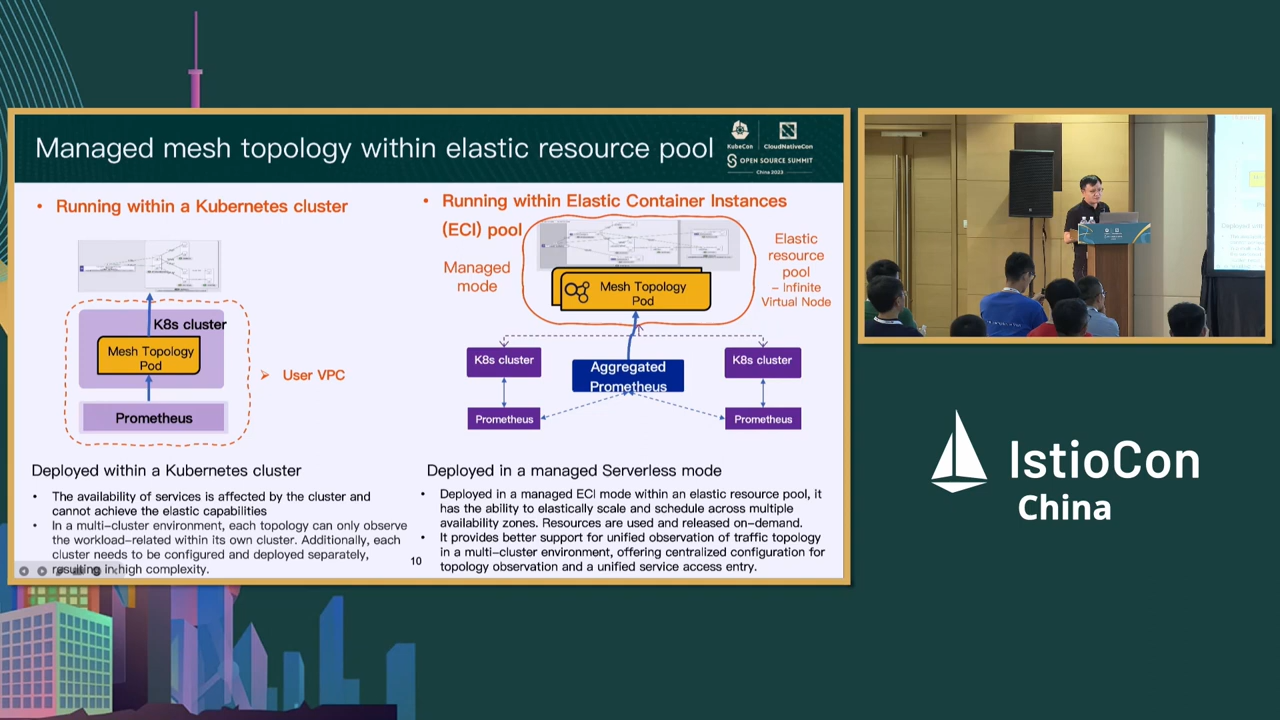 Managed mesh topology within elastic resource pool
KubeCon
CloudNativeCon
OPEN SOURCE SUMMIT
China 2023
• Running within a Kubernetes cluster
K8s cluster
Mesh Topology
Pod
Prometheus
➢ User VPC
Deployed within a Kubernetes cluster
• The availability of services is affected by the cluster and
cannot achieve the elastic capabilities
• In a multi-cluster environment, each topology can only observe
the workload-related within its own cluster. Additionally, each
cluster needs to be configured and deployed separately,
resulting in high complexity.
• Running within Elastic Container Instances
(ECI) pool
Managed
mode
Mesh Topology
Pod
Elastic
resource
pool
– Infinite
Virtual Node
K8s cluster
Aggregated
Prometheus
K8s cluster
Prometheus
Prometheus
Deployed in a managed Serverless mode
• Deployed in a managed ECI mode within an elastic resource pool, it
has the ability to elastically scale and schedule across multiple
availability zones. Resources are used and released on-demand.
• It provides better support for unified observation of traffic topology
in a multi-cluster environment, offering centralized configuration for
topology observation and a unified service access entry.
10
IstioCon
China